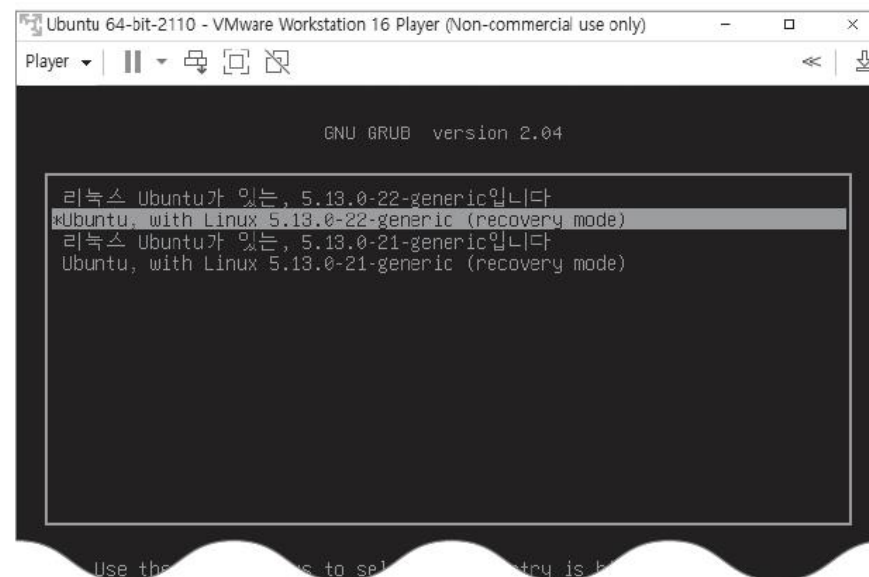 Ubuntu 64-bit-2110 - VMware Workstation 16 Player (Non-commercial use only)
Player
GNU GRUB version 2.04
리눅스 Ubuntu가 있는, 5.13.0-22-generic입니다
*Ubuntu, with Linux 5.13.0-22-generic (recovery mode)
리눅스 Ubuntu가 있는, 5.13.0-21-generic입니다
Ubuntu, with Linux 5.13.0-21-generic (recovery mode)
Use the to is